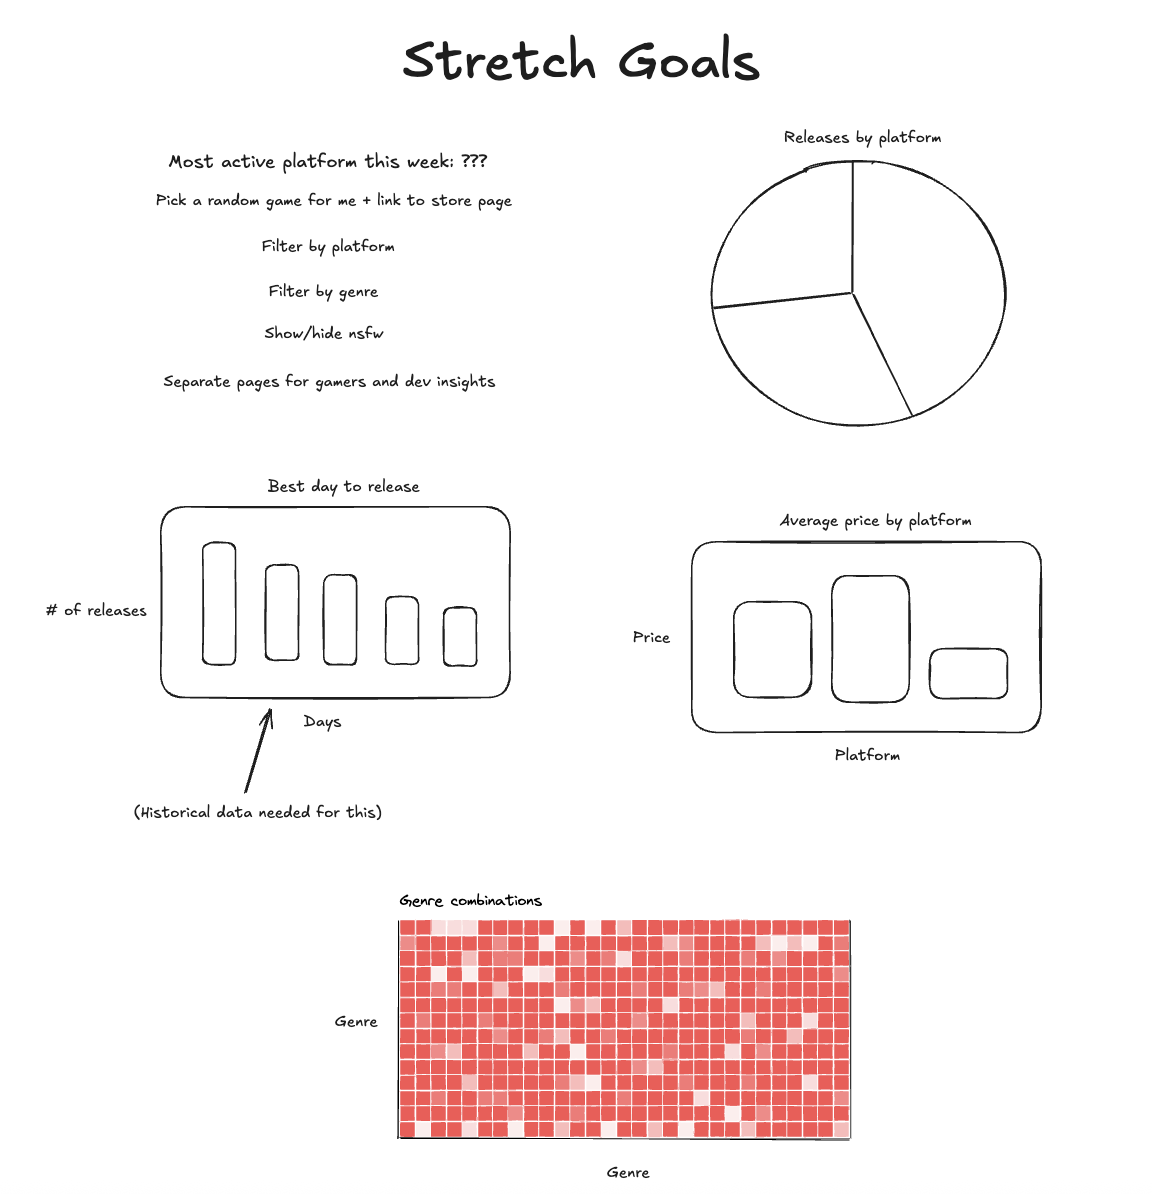 Stretch Goals
Most active platform this week: ???
Pick a random game for me + link to store page
Filter by platform
Filter by genre
Show/hide nsfw
Separate pages for gamers and dev insights
Releases by platform
Best day to release
# of releases
Days
(Historical data needed for this)
Average price by platform
Price
Platform
Genre combinations
Genre
Genre